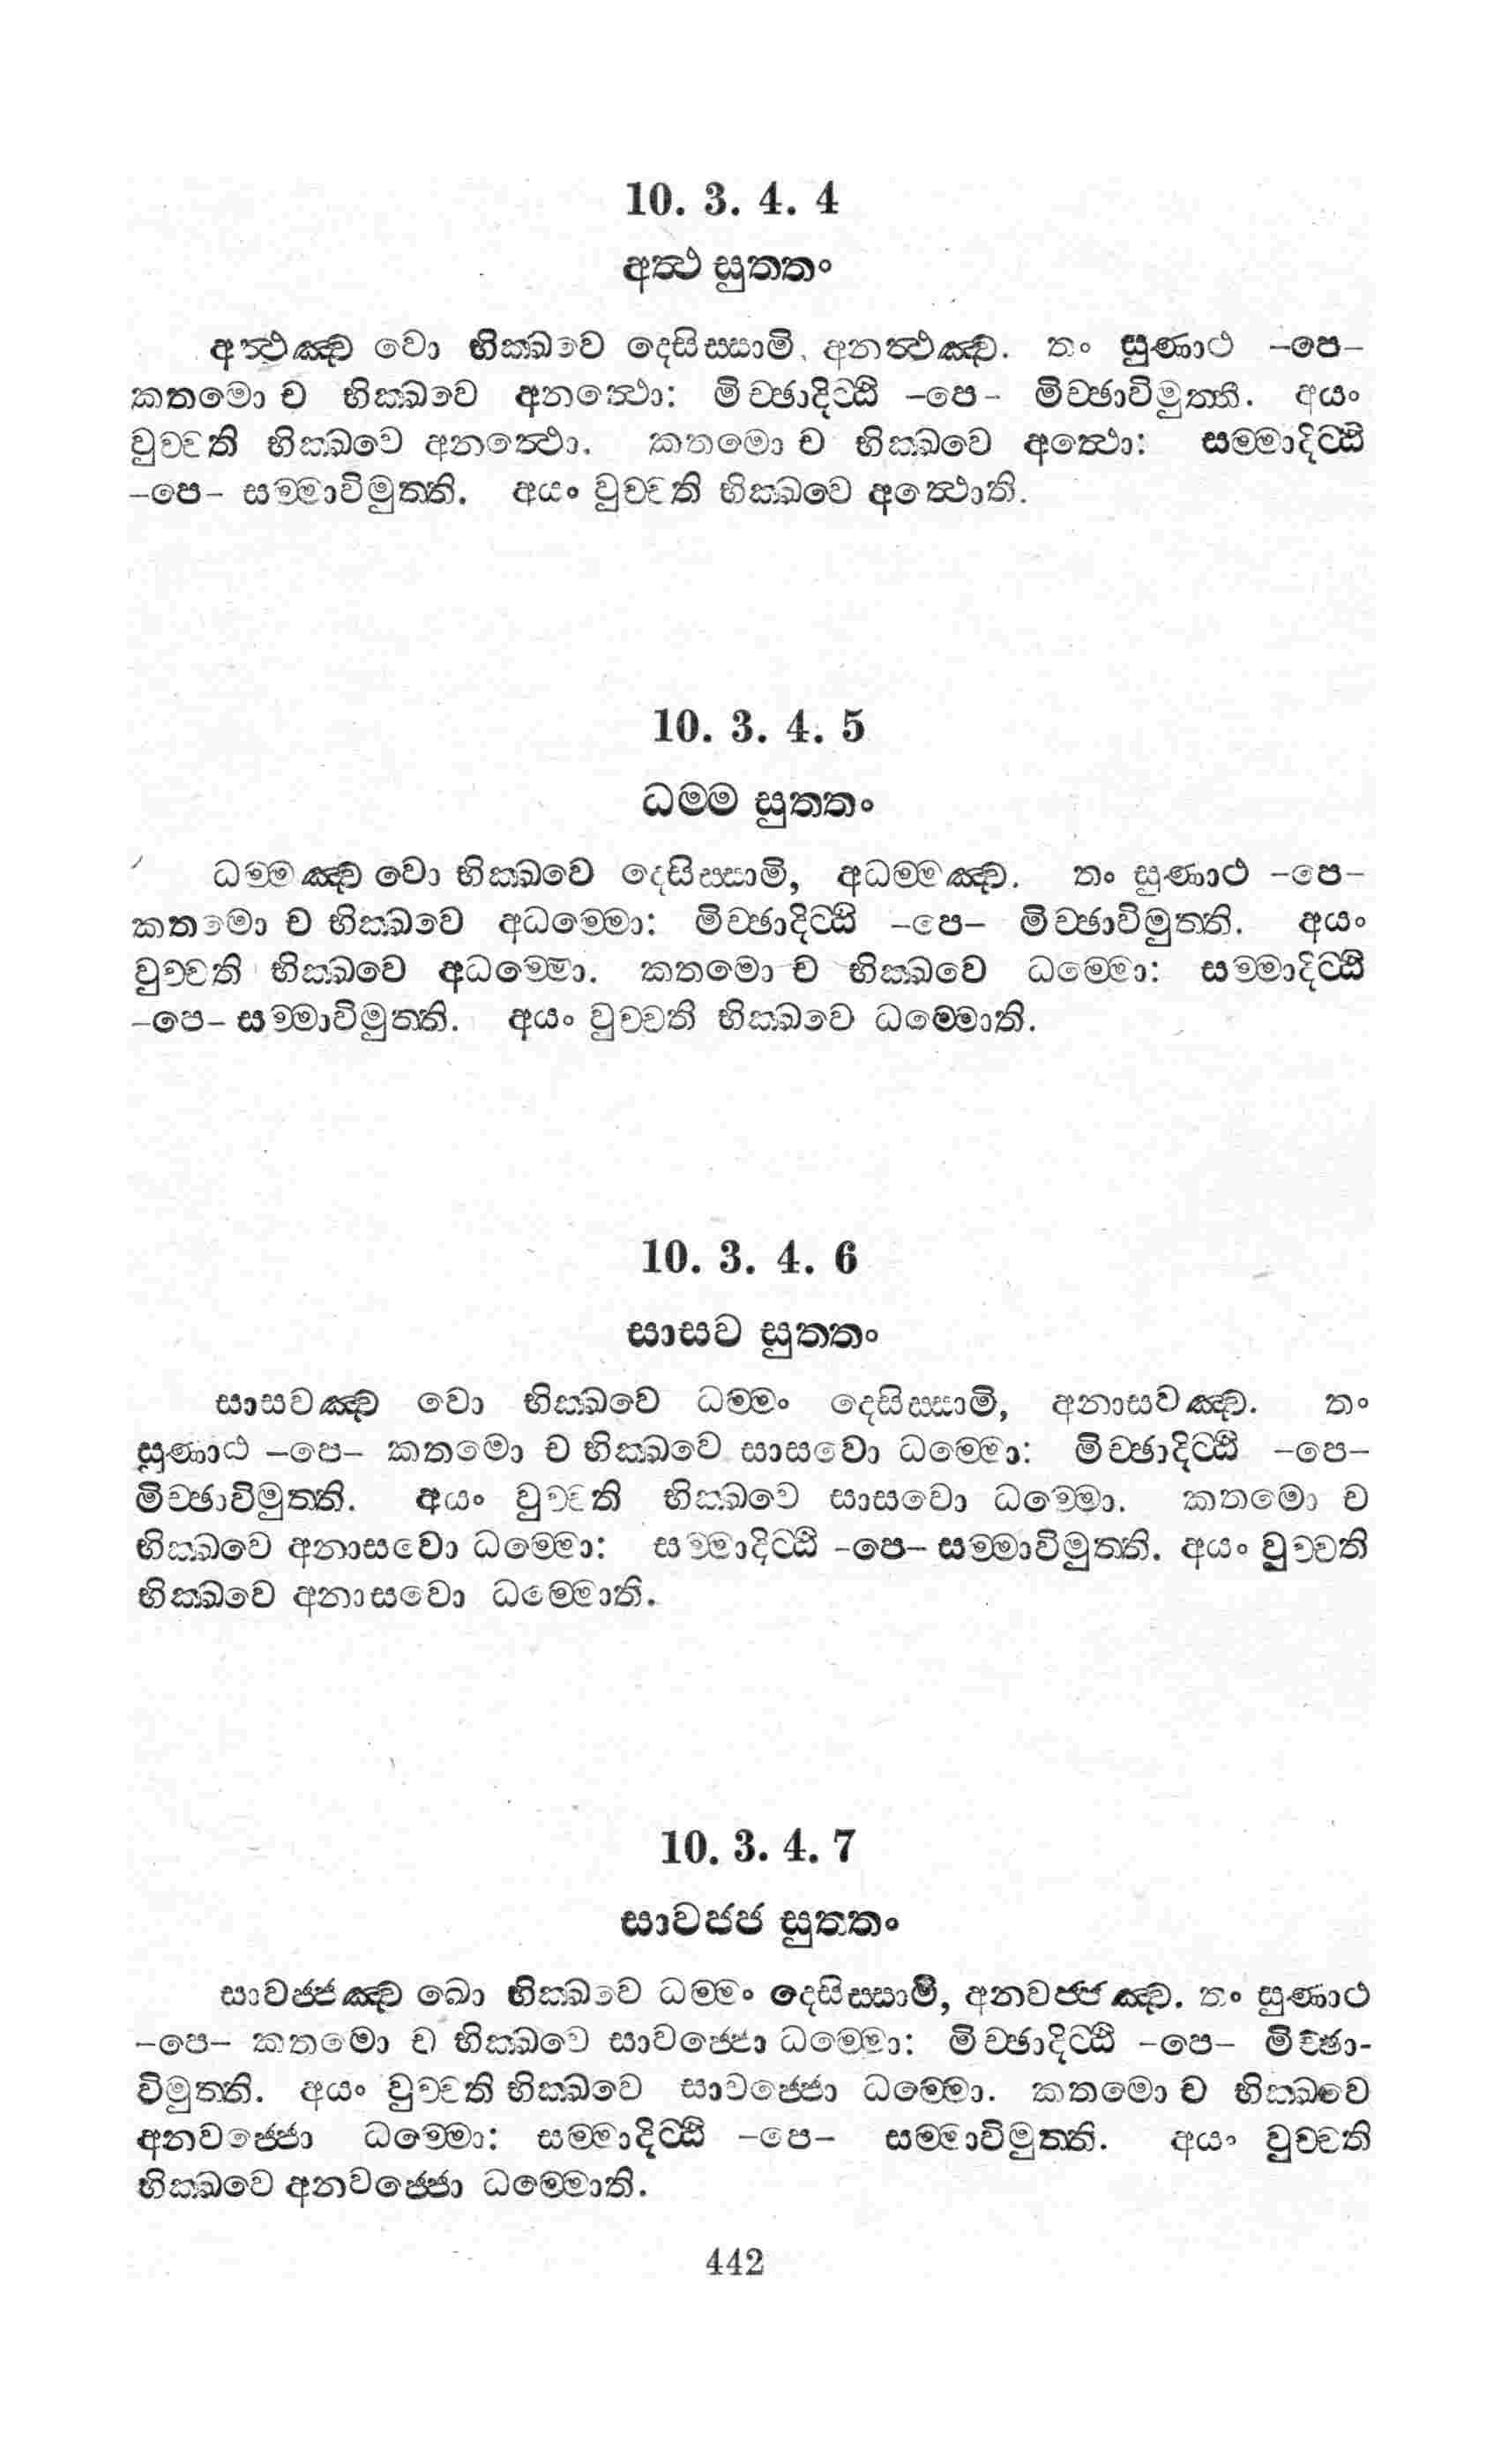 10. 3. 4. 4
අත්‍ථ සුත්තං
අත්‍ථඤ්ච වො භික්ඛවෙ දෙසිස්සාමි, අනත්‍ථඤ්ච. තං සුණාථ -පෙ-
කතමො ච භික්ඛවෙ අනත්‍ථො: මිච්ඡාදිට්ඨි -පෙ- මිච්ඡාවිමුත්ති. අයං
වුච්චති භික්ඛවෙ අනත්‍ථො. කතමො ච භික්ඛවෙ අත්‍ථො: සම්මාදිට්ඨි
-පෙ- සම්මාවිමුත්ති. අයං වුච්චති භික්ඛවෙ අත්‍ථොති.
10. 3. 4. 5
ධම්ම සුත්තං
ධම්මඤ්ච වො භික්ඛවෙ දෙසිස්සාමි, අධම්මඤ්ච. තං සුණාථ -පෙ-
කතමො ච භික්ඛවෙ අධම්මො: මිච්ඡාදිට්ඨි -පෙ- මිච්ඡාවිමුත්ති. අයං
වුච්චති භික්ඛවෙ අධම්මො. කතමො ච භික්ඛවෙ ධම්මො: සම්මාදිට්ඨි
-පෙ- සම්මාවිමුත්ති. අයං වුච්චති භික්ඛවෙ ධම්මොති.
10. 3. 4. 6
සාසව සුත්තං
සාසවඤ්ච වො භික්ඛවෙ ධම්මං දෙසිස්සාමි, අනාසවඤ්ච. තං
සුණාථ -පෙ- කතමො ච භික්ඛවෙ සාසවො ධම්මො: මිච්ඡාදිට්ඨි -පෙ-
මිච්ඡාවිමුත්ති. අයං වුච්චති භික්ඛවෙ සාසවො ධම්මො. කතමො ච
භික්ඛවෙ අනාසවො ධම්මො: සම්මාදිට්ඨි -පෙ- සම්මාවිමුත්ති. අයං වුච්චති
භික්ඛවෙ අනාසවො ධම්මොති.
10. 3. 4. 7
සාවජ්ජ සුත්තං
සාවජ්ජඤ්ච ඛො භික්ඛවෙ ධම්මං දෙසිස්සාමි, අනවජ්ජඤ්ච. තං සුණාථ
-පෙ- කතමො ච භික්ඛවෙ සාවජ්ජො ධම්මො: මිච්ඡාදිට්ඨි -පෙ- මිච්ඡා-
විමුත්ති. අයං වුච්චති භික්ඛවෙ සාවජ්ජො ධම්මො. කතමො ච භික්ඛවෙ
අනවජ්ජො ධම්මො: සම්මාදිට්ඨි -පෙ- සම්මාවිමුත්ති. අයං වුච්චති
භික්ඛවෙ අනවජ්ජො ධම්මොති.
442